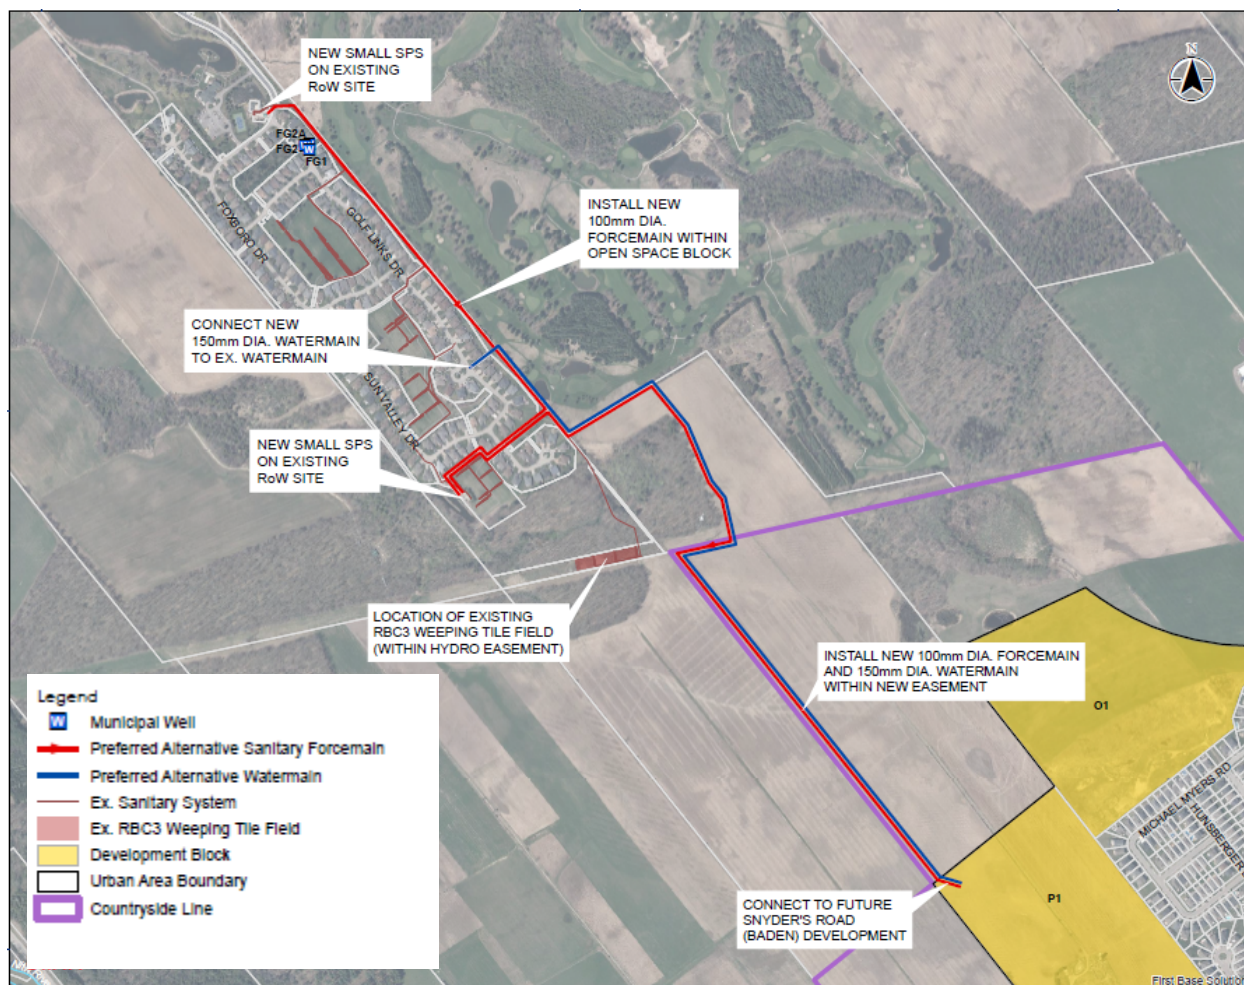 NEW SMALL SPS
ON EXISTING
RoW SITE
N
FG2A
FG2
W
FG1
FOXBORO DR
GOLF LINKS DR
INSTALL NEW
100mm DIA.
FORCEMAIN WITHIN
OPEN SPACE BLOCK
CONNECT NEW
150mm DIA. WATERMAIN
TO EX. WATERMAIN
SUN VALLEY DR
NEW SMALL SPS
ON EXISTING
RoW SITE
LOCATION OF EXISTING
RBC3 WEEPING TILE FIELD
(WITHIN HYDRO EASEMENT)
INSTALL NEW 100mm DIA. FORCEMAIN
AND 150mm DIA. WATERMAIN
WITHIN NEW EASEMENT
O1
MICHAEL MYERS RD
HUNSBERGER
P1
CONNECT TO FUTURE
SNYDER'S ROAD
(BADEN) DEVELOPMENT
Legend
W Municipal Well
Preferred Alternative Sanitary Forcemain
Preferred Alternative Watermain
Ex. Sanitary System
Ex. RBC3 Weeping Tile Field
Development Block
Urban Area Boundary
Countryside Line
First Base Solution